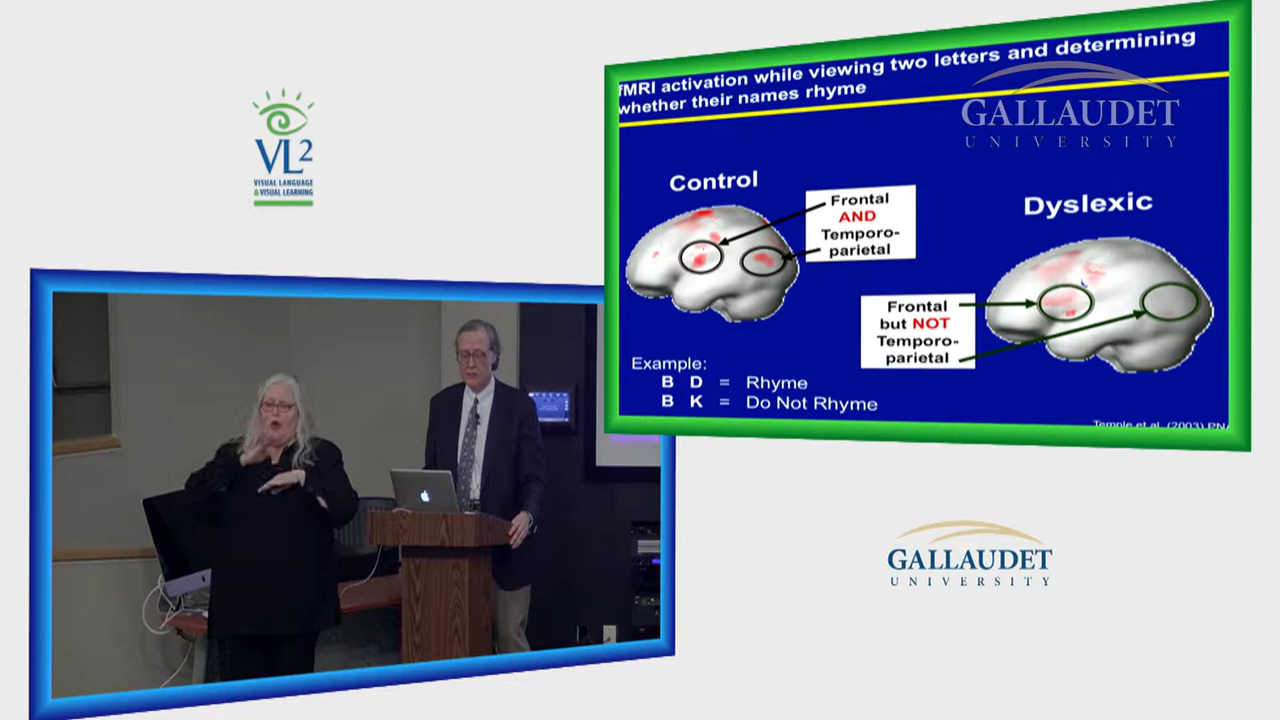 VL2
VISUAL LANGUAGE
& VISUAL LEARNING
fMRI activation while viewing two letters and determining
whether their names rhyme
GALLAUDET
UNIVERSITY
Control
Frontal
AND
Temporo-
parietal
Dyslexic
Frontal
but NOT
Temporo-
parietal
Example:
B D = Rhyme
B K = Do Not Rhyme
Temple et al. (2003) PN
GALLAUDET
UNIVERSITY